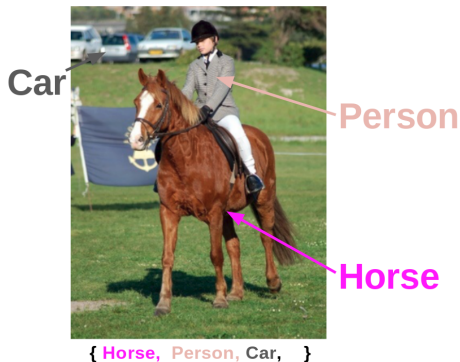 Car
Person
Horse
{ Horse, Person, Car, }